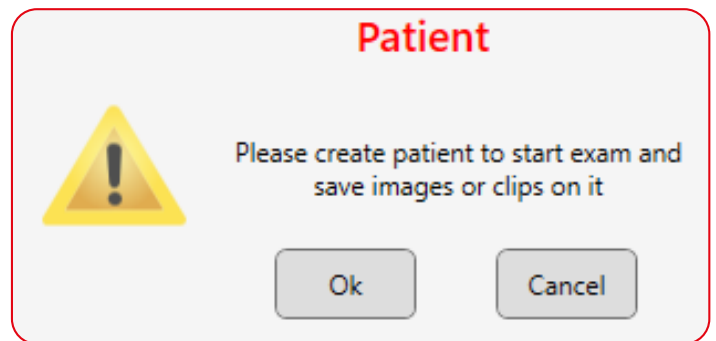 Patient
Please create patient to start exam and
save images or clips on it
Ok
Cancel